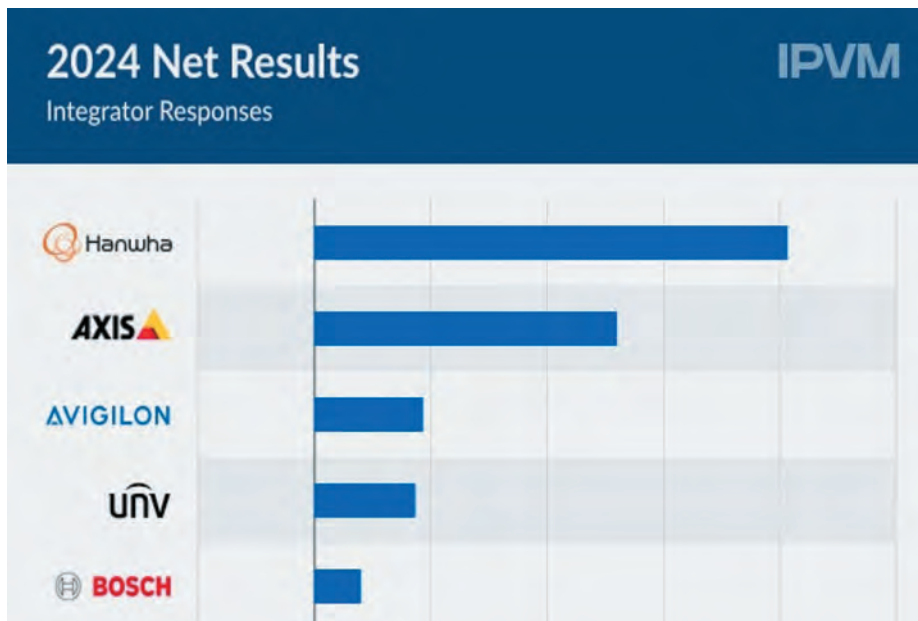 2024 Net Results
IPVM
Integrator Responses
Hanwha
AXIS
AVIGILON
unv
BOSCH